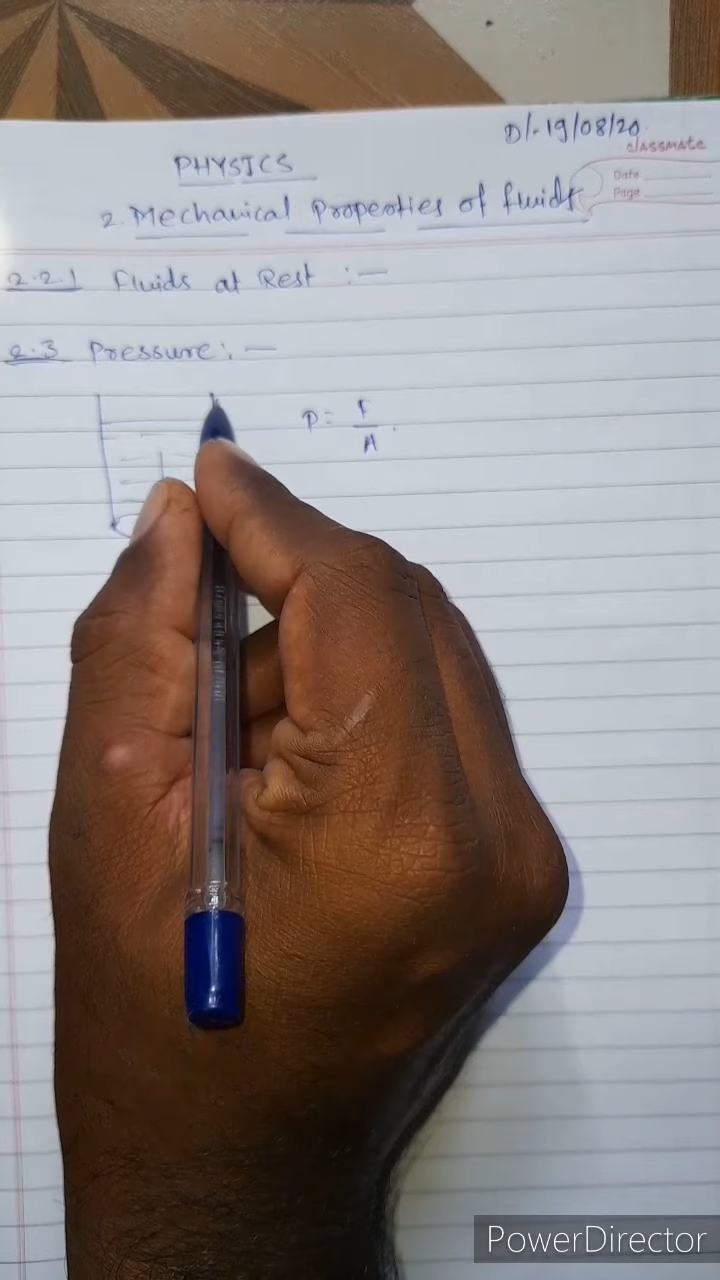 D/- 19/08/20.
classmate
PHYSICS
Date
Page
2. Mechanical Properties of fluids
2.2.1 Fluids at Rest :-
2.3 Pressure :-
P = F
A.
PowerDirector